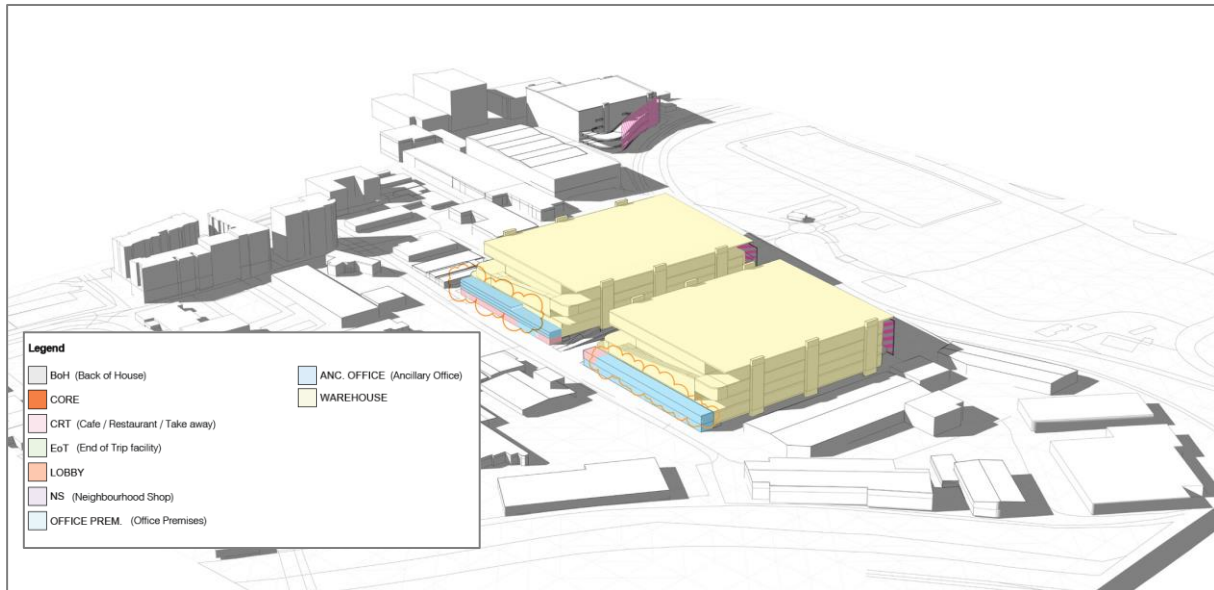 Legend
BoH (Back of House)
CORE
CRT (Cafe / Restaurant / Take away)
EoT (End of Trip facility)
LOBBY
NS (Neighbourhood Shop)
OFFICE PREM. (Office Premises)
ANC. OFFICE (Ancillary Office)
WAREHOUSE